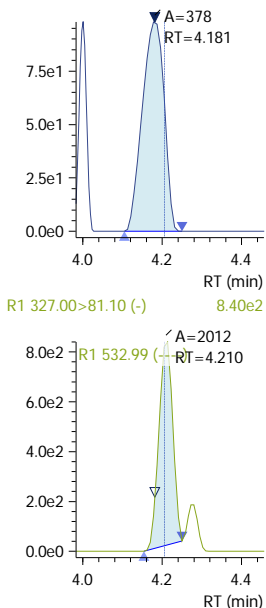 A=378
RT=4.181
7.5e1
5.0e1
2.5e1
0.0e0
4.0 4.2 4.4
RT (min)
R1 327.00>81.10 (-) 8.40e2
A=2012
8.0e2 R1 532.99 RT=4.210
6.0e2
4.0e2
2.0e2
0.0e0
4.0 4.2 4.4
RT (min)